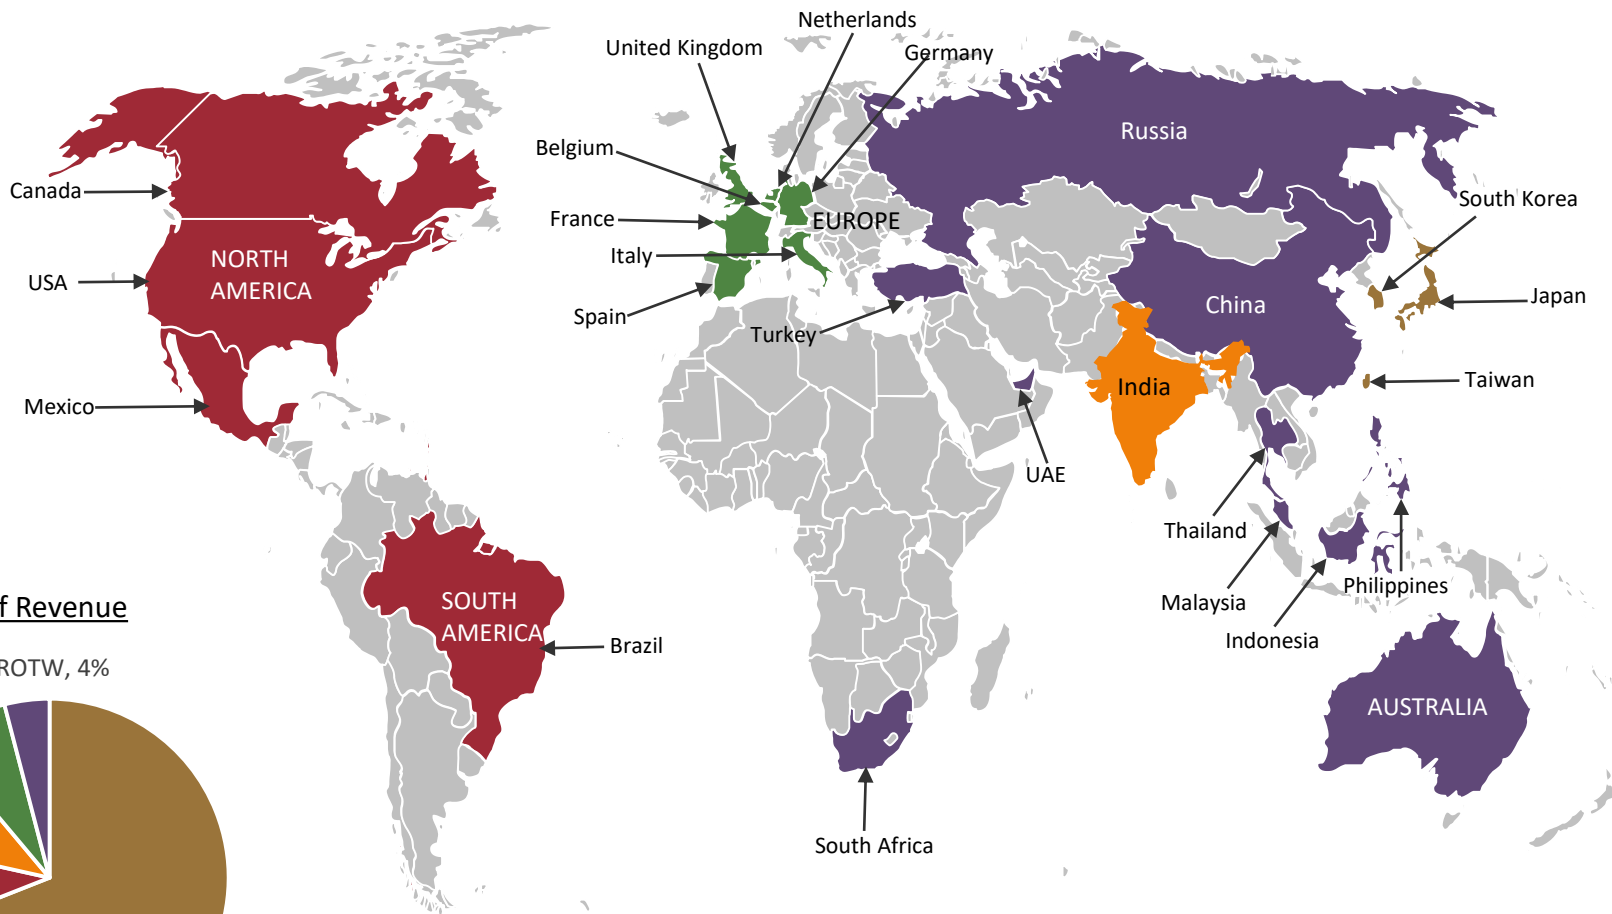 Netherlands
United Kingdom
Germany
Russia
Belgium
Canada
South Korea
France
EUROPE
Italy
NORTH
AMERICA
USA
Spain
Turkey
China
Japan
India
Taiwan
Mexico
UAE
Thailand
Philippines
Malaysia
Indonesia
SOUTH
AMERICA
Brazil
f Revenue
ROTW, 4%
AUSTRALIA
South Africa